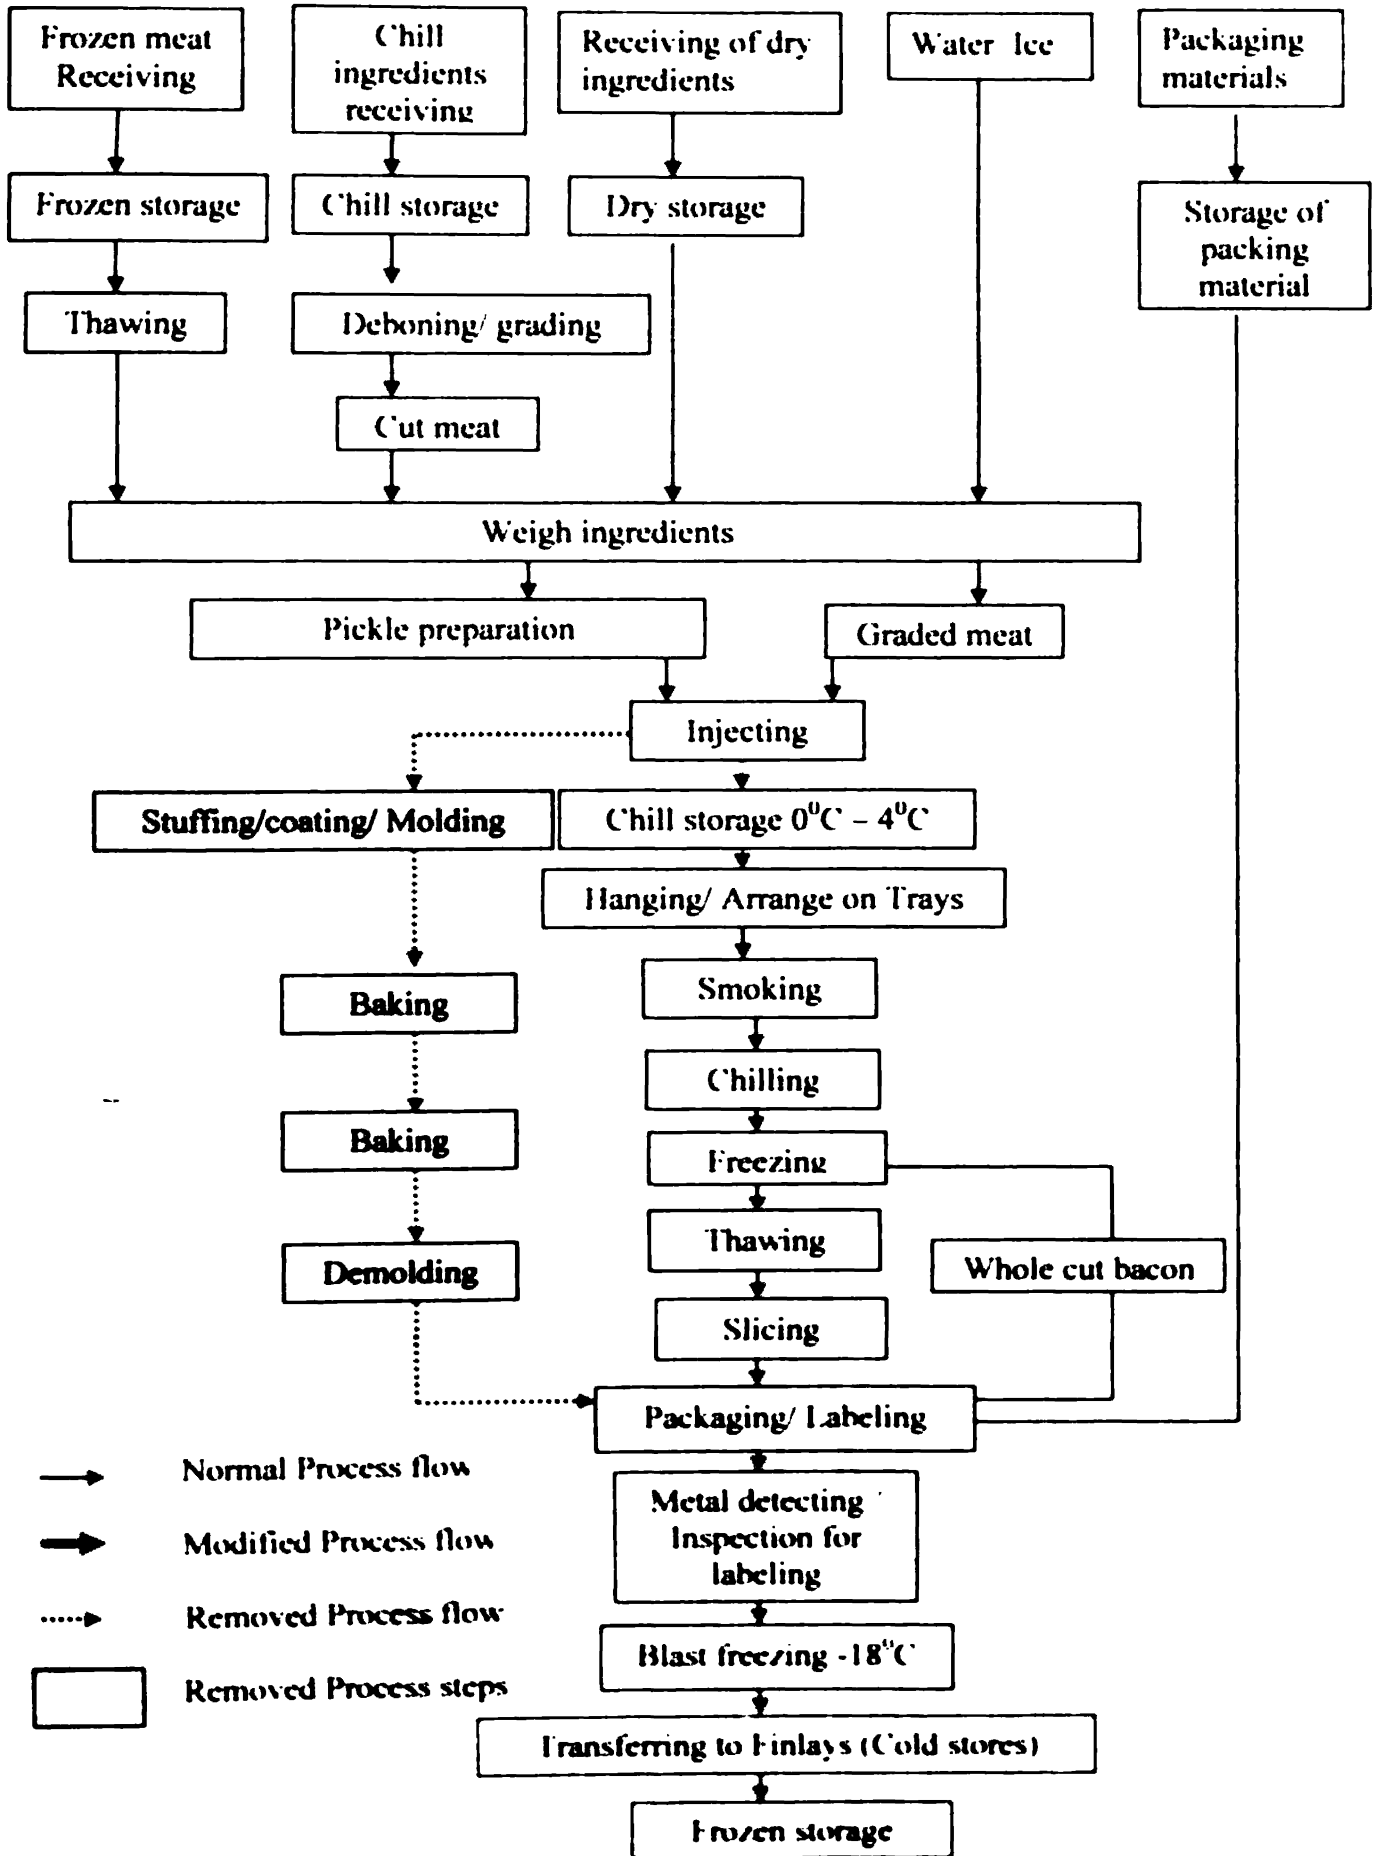 Frozen meat
Receiving
Chill
ingredients
receiving
Receiving of dry
ingredients
Water Ice
Packaging
materials
Frozen storage
Chill storage
Dry storage
Storage of
packing
material
Thawing
Deboning/ grading
Cut meat
Weigh ingredients
Pickle preparation
Graded meat
Injecting
Stuffing/coating/ Molding
Chill storage 0⁰C – 4⁰C
Hanging/ Arrange on Trays
Baking
Smoking
Chilling
Baking
Freezing
Thawing
Demolding
Whole cut bacon
Slicing
Packaging/ Labeling
Normal Process flow
Modified Process flow
Removed Process flow
Removed Process steps
Metal detecting
Inspection for
labeling
Blast freezing -18⁰C
Transferring to Finlays (Cold stores)
Frozen storage